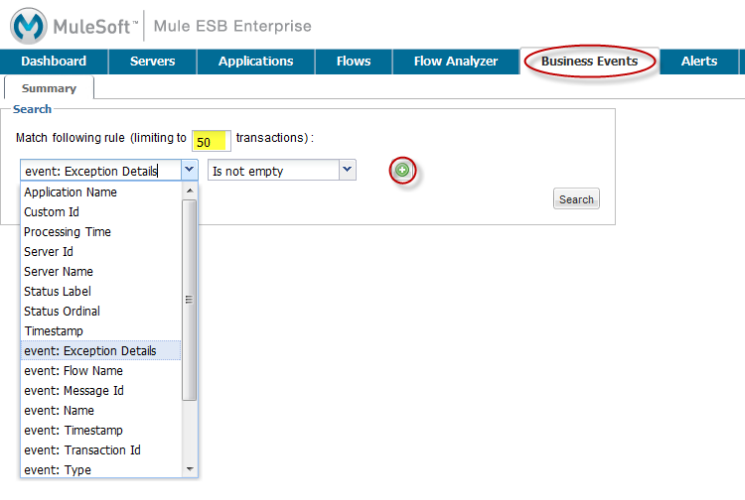 MuleSoft™ Mule ESB Enterprise
Dashboard Servers Applications Flows Flow Analyzer Business Events Alerts
Summary
Search
Match following rule (limiting to 50 transactions) :
event: Exception Details Is not empty
Application Name
Custom Id
Processing Time
Search
Server Id
Server Name
Status Label
Status Ordinal
Timestamp
event: Exception Details
event: Flow Name
event: Message Id
event: Name
event: Timestamp
event: Transaction Id
event: Type